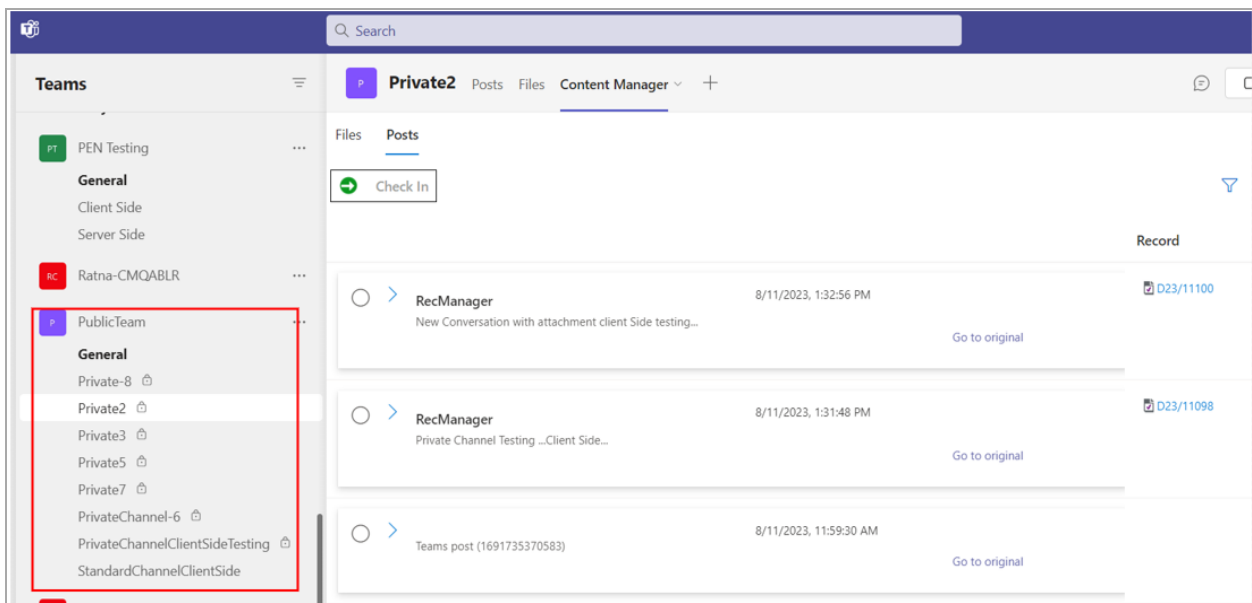 Search
Teams
PT PEN Testing ...
General
Client Side
Server Side
RC Ratna-CMQABLR ...
P PublicTeam ...
General
Private-8
Private2
Private3
Private5
Private7
PrivateChannel-6
PrivateChannelClientSideTesting
StandardChannelClientSide
P Private2 Posts Files Content Manager
Files Posts
Check In
Record
RecManager 8/11/2023, 1:32:56 PM D23/11100
New Conversation with attachment client Side testing...
Go to original
RecManager 8/11/2023, 1:31:48 PM D23/11098
Private Channel Testing ...Client Side...
Go to original
8/11/2023, 11:59:30 AM
Teams post (1691735370583)
Go to original